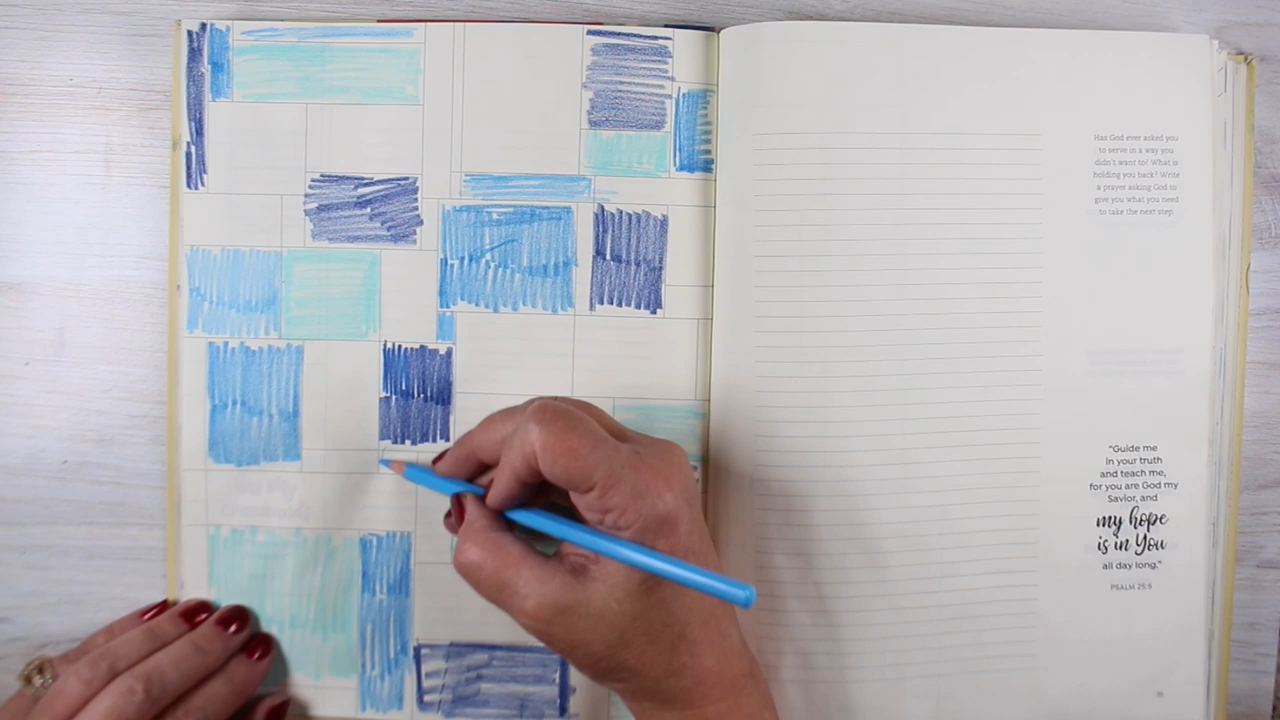 Has God ever asked you
to serve in a way you
didn't want to? What is
holding you back? Write
a prayer asking God to
give you what you need
to take the next step.
"Guide me
in your truth
and teach me,
for you are God my
Savior, and
my hope
is in You
all day long."
PSALM 25:5